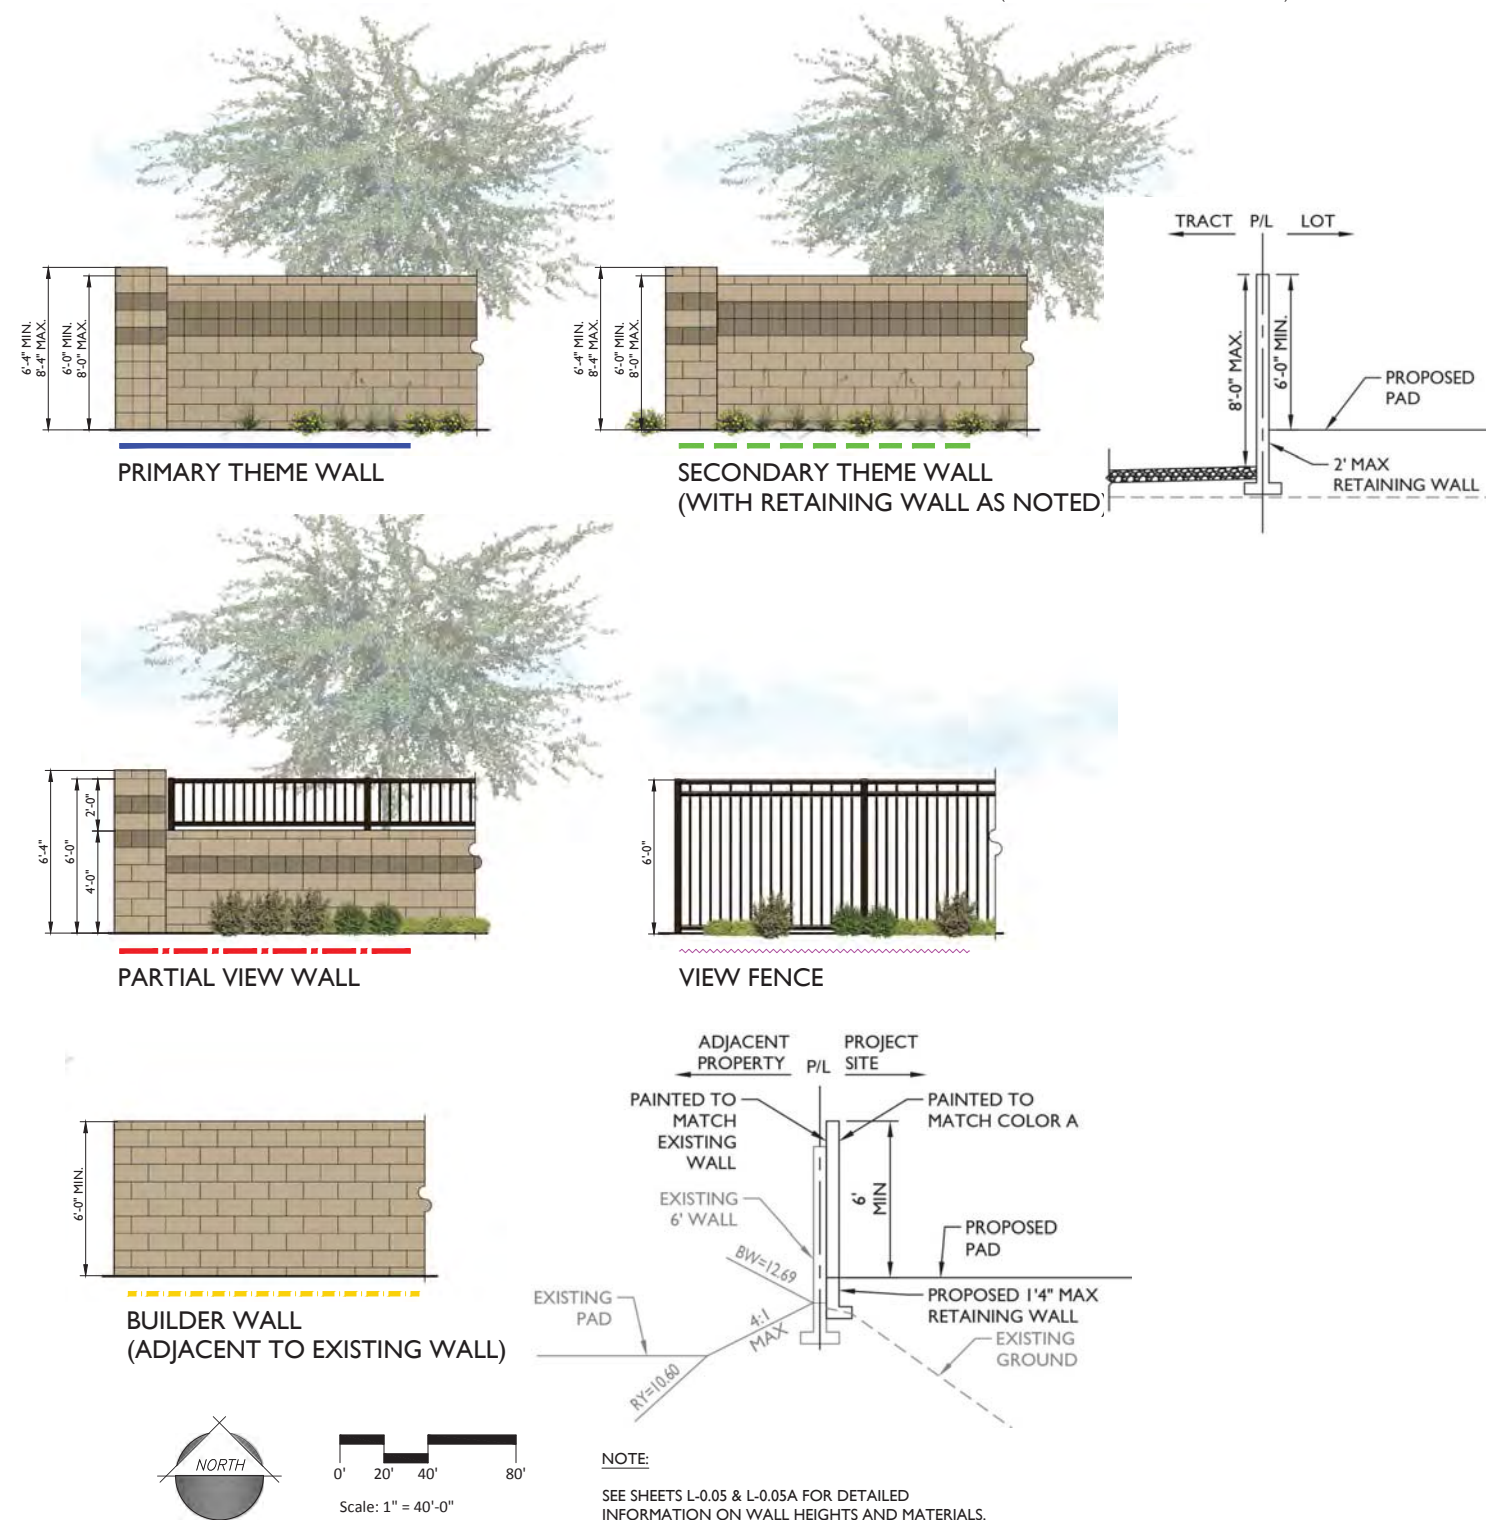 6'-4" MIN.
8'-4" MAX.
6'-0" MIN.
8'-0" MAX.
PRIMARY THEME WALL
6'-4" MIN.
8'-4" MAX.
6'-0" MIN.
8'-0" MAX.
SECONDARY THEME WALL
(WITH RETAINING WALL AS NOTED)
TRACT P/L LOT
8'-0" MAX.
6'-0" MIN.
PROPOSED
PAD
2' MAX
RETAINING WALL
6'-4"
6'-0"
2'-0"
4'-0"
PARTIAL VIEW WALL
6'-0"
VIEW FENCE
6'-0" MIN.
BUILDER WALL
(ADJACENT TO EXISTING WALL)
ADJACENT
PROPERTY
P/L
PROJECT
SITE
PAINTED TO
MATCH
EXISTING
WALL
PAINTED TO
MATCH COLOR A
EXISTING
6' WALL
6'
MIN
BW=12.69
PROPOSED
PAD
EXISTING
PAD
4:1
MAX
RY=10.60
PROPOSED 1'4" MAX
RETAINING WALL
EXISTING
GROUND
NORTH
0' 20' 40' 80'
Scale: 1" = 40'-0"
NOTE:
SEE SHEETS L-0.05 & L-0.05A FOR DETAILED
INFORMATION ON WALL HEIGHTS AND MATERIALS.